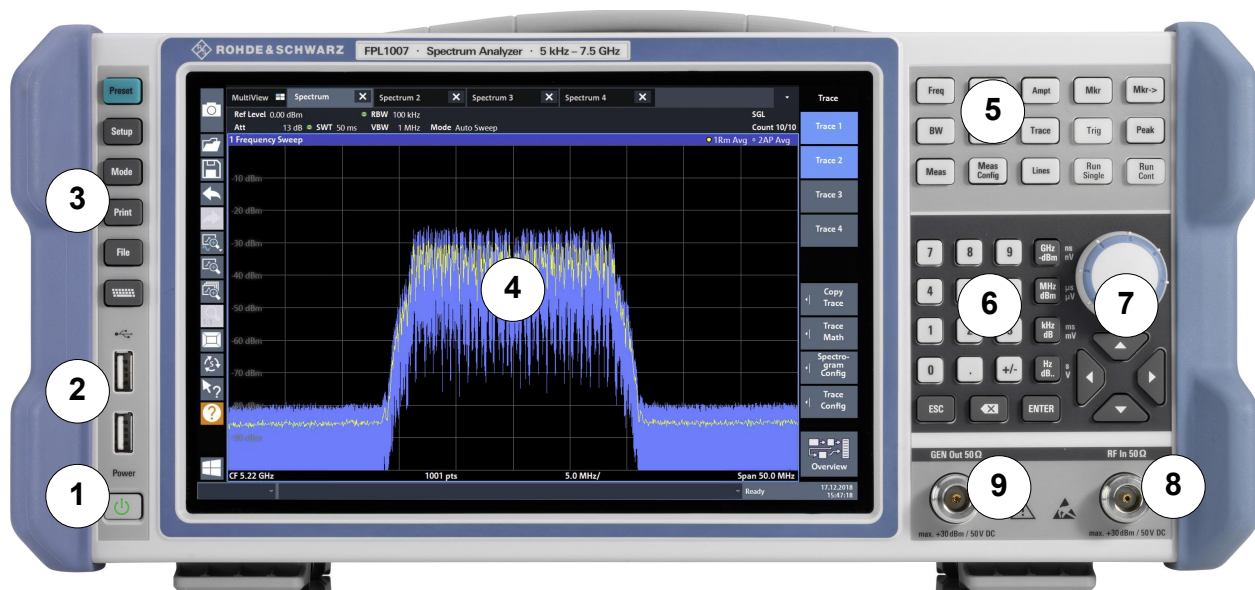 ROHDE & SCHWARZ
FPL1007 · Spectrum Analyzer · 5 kHz – 7.5 GHz
Preset
Setup
Mode
3
Print
File
2
Power
1
MultiView Spectrum Spectrum 2 Spectrum 3 Spectrum 4
Ref Level 0.00 dBm RBW 100 kHz SGL
Att 13 dB SWT 50 ms VBW 1 MHz Mode Auto Sweep Count 10/10
1 Frequency Sweep 1Rm Avg 2AP Avg
-10 dBm
-20 dBm
-30 dBm
-40 dBm
-50 dBm
-60 dBm
-70 dBm
4
CF 5.22 GHz 1001 pts 5.0 MHz/ Span 50.0 MHz
Ready
17.12.2018
15:47:18
Trace
Trace 1
Trace 2
Trace 3
Trace 4
Copy
Trace
Trace
Math
Spectro-
gram
Config
Trace
Config
Overview
Freq Ampt Mkr Mkr->
5
BW Trace Trig Peak
Meas Meas Config Lines Run Single Run Cont
7 8 9 GHz -dBm ns nV
4 MHz dBm µs µV
6
7
1 kHz dB ms mV
0 . +/- Hz dB.. s V
ESC ENTER
GEN Out 50 Ω RF In 50 Ω
9
8
max. +30 dBm / 50 V DC max. +30 dBm / 50 V DC